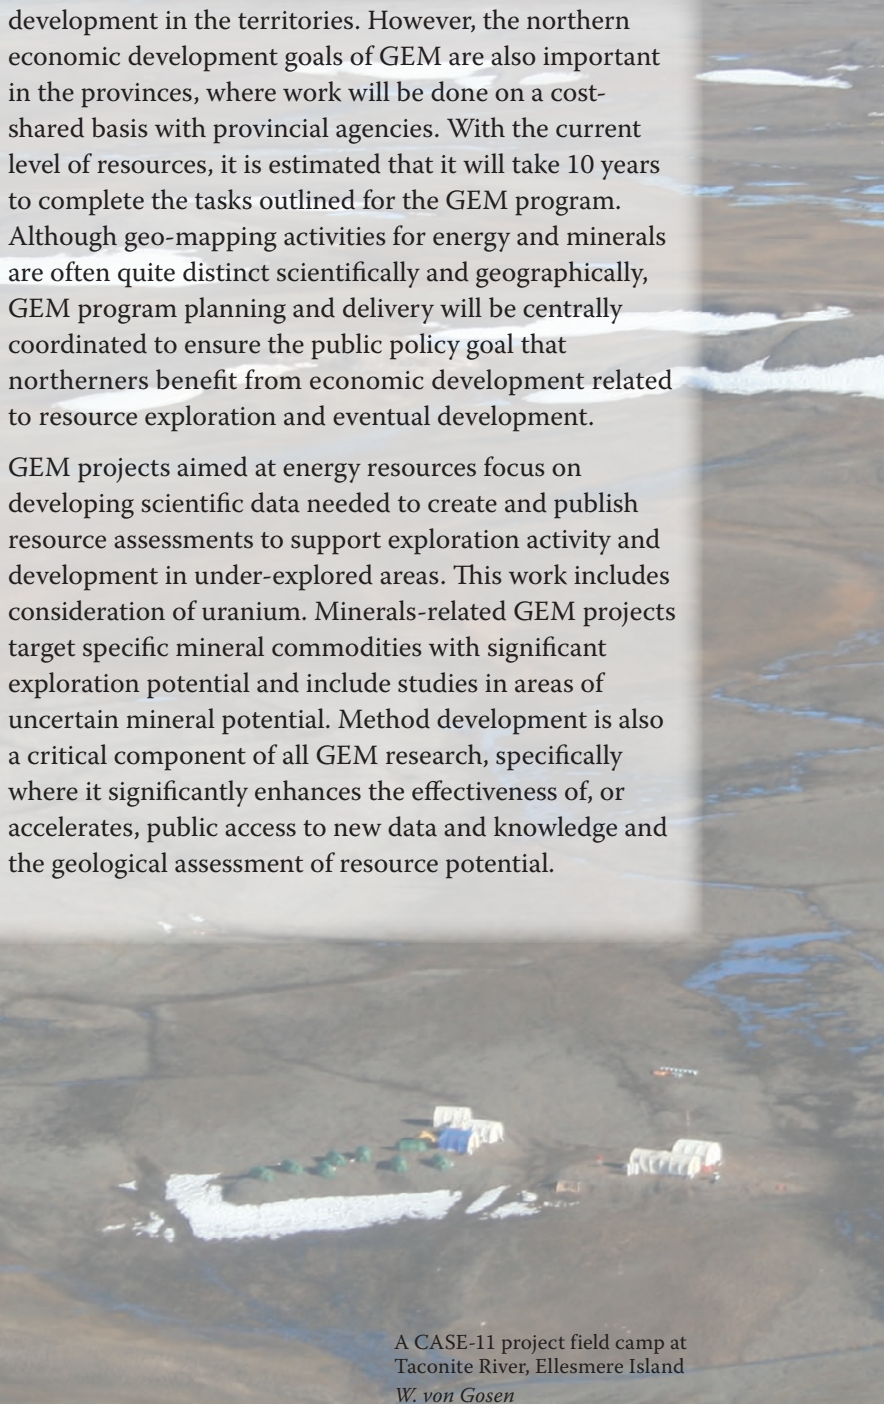 development in the territories. However, the northern
economic development goals of GEM are also important
in the provinces, where work will be done on a cost-
shared basis with provincial agencies. With the current
level of resources, it is estimated that it will take 10 years
to complete the tasks outlined for the GEM program.
Although geo-mapping activities for energy and minerals
are often quite distinct scientifically and geographically,
GEM program planning and delivery will be centrally
coordinated to ensure the public policy goal that
northerners benefit from economic development related
to resource exploration and eventual development.
GEM projects aimed at energy resources focus on
developing scientific data needed to create and publish
resource assessments to support exploration activity and
development in under-explored areas. This work includes
consideration of uranium. Minerals-related GEM projects
target specific mineral commodities with significant
exploration potential and include studies in areas of
uncertain mineral potential. Method development is also
a critical component of all GEM research, specifically
where it significantly enhances the effectiveness of, or
accelerates, public access to new data and knowledge and
the geological assessment of resource potential.
A CASE-11 project field camp at
Taconite River, Ellesmere Island
W. von Gosen